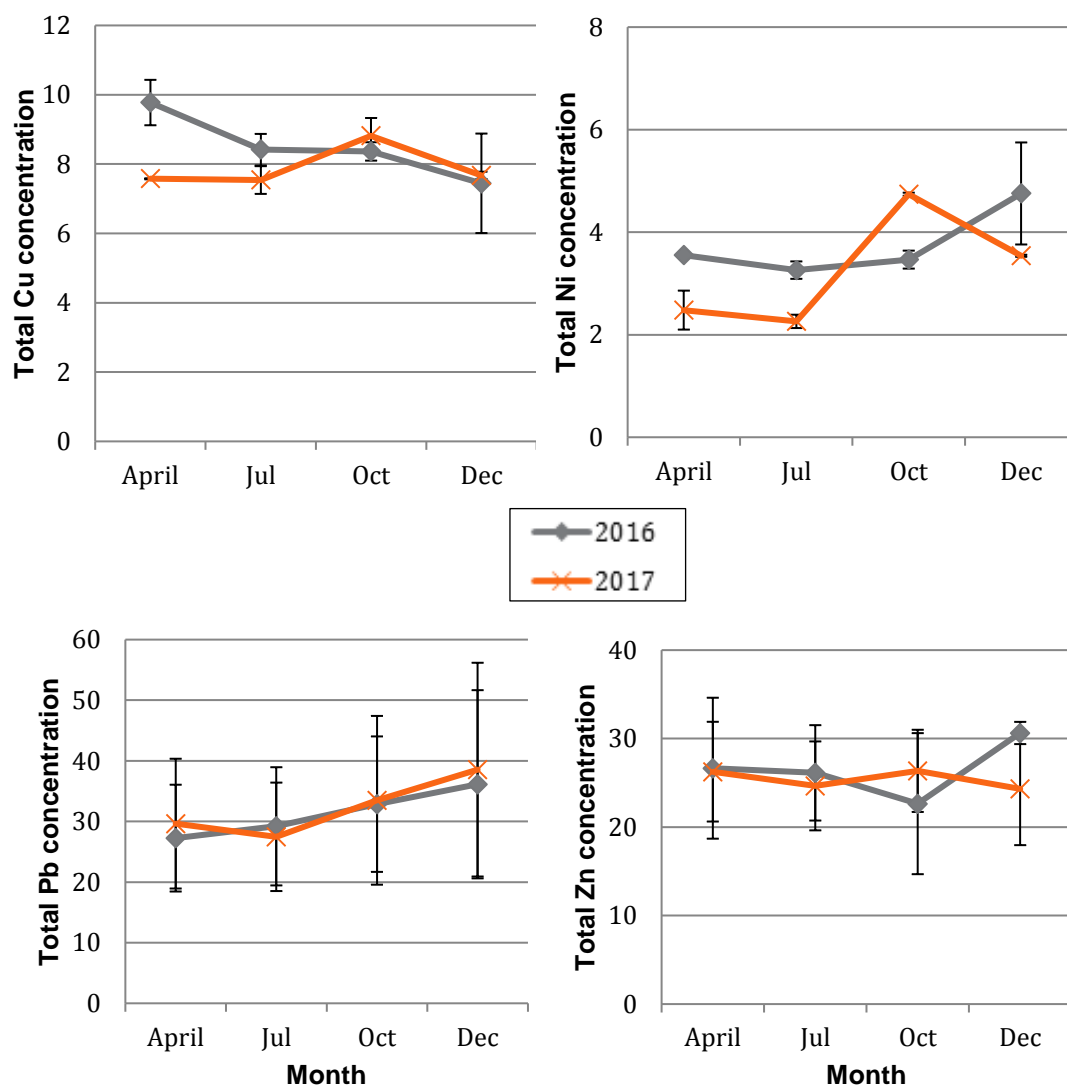 Total Cu concentration
12
10
8
6
4
2
0
April Jul Oct Dec
Total Ni concentration
8
6
4
2
0
April Jul Oct Dec
2016
2017
Total Pb concentration
60
50
40
30
20
10
0
April Jul Oct Dec
Month
Total Zn concentration
40
30
20
10
0
April Jul Oct Dec
Month